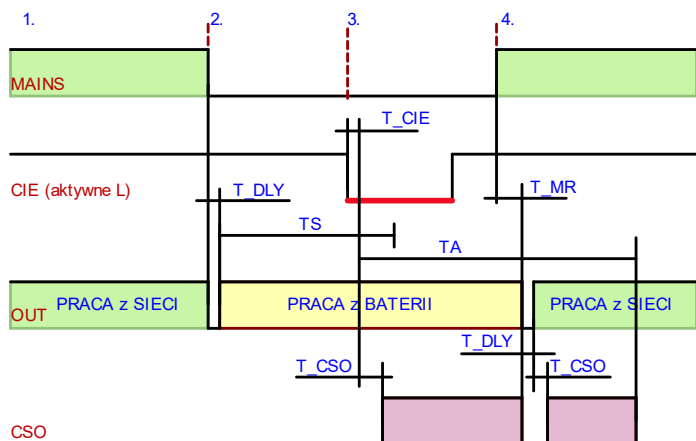 1. 2. 3. 4.
MAINS
T_CIE
CIE (aktywne L) T_DLY T_MR
TS
TA
PRACA z SIECI PRACA z BATERII PRACA z SIECI
OUT
T_DLY
T_CSO T_CSO
CSO